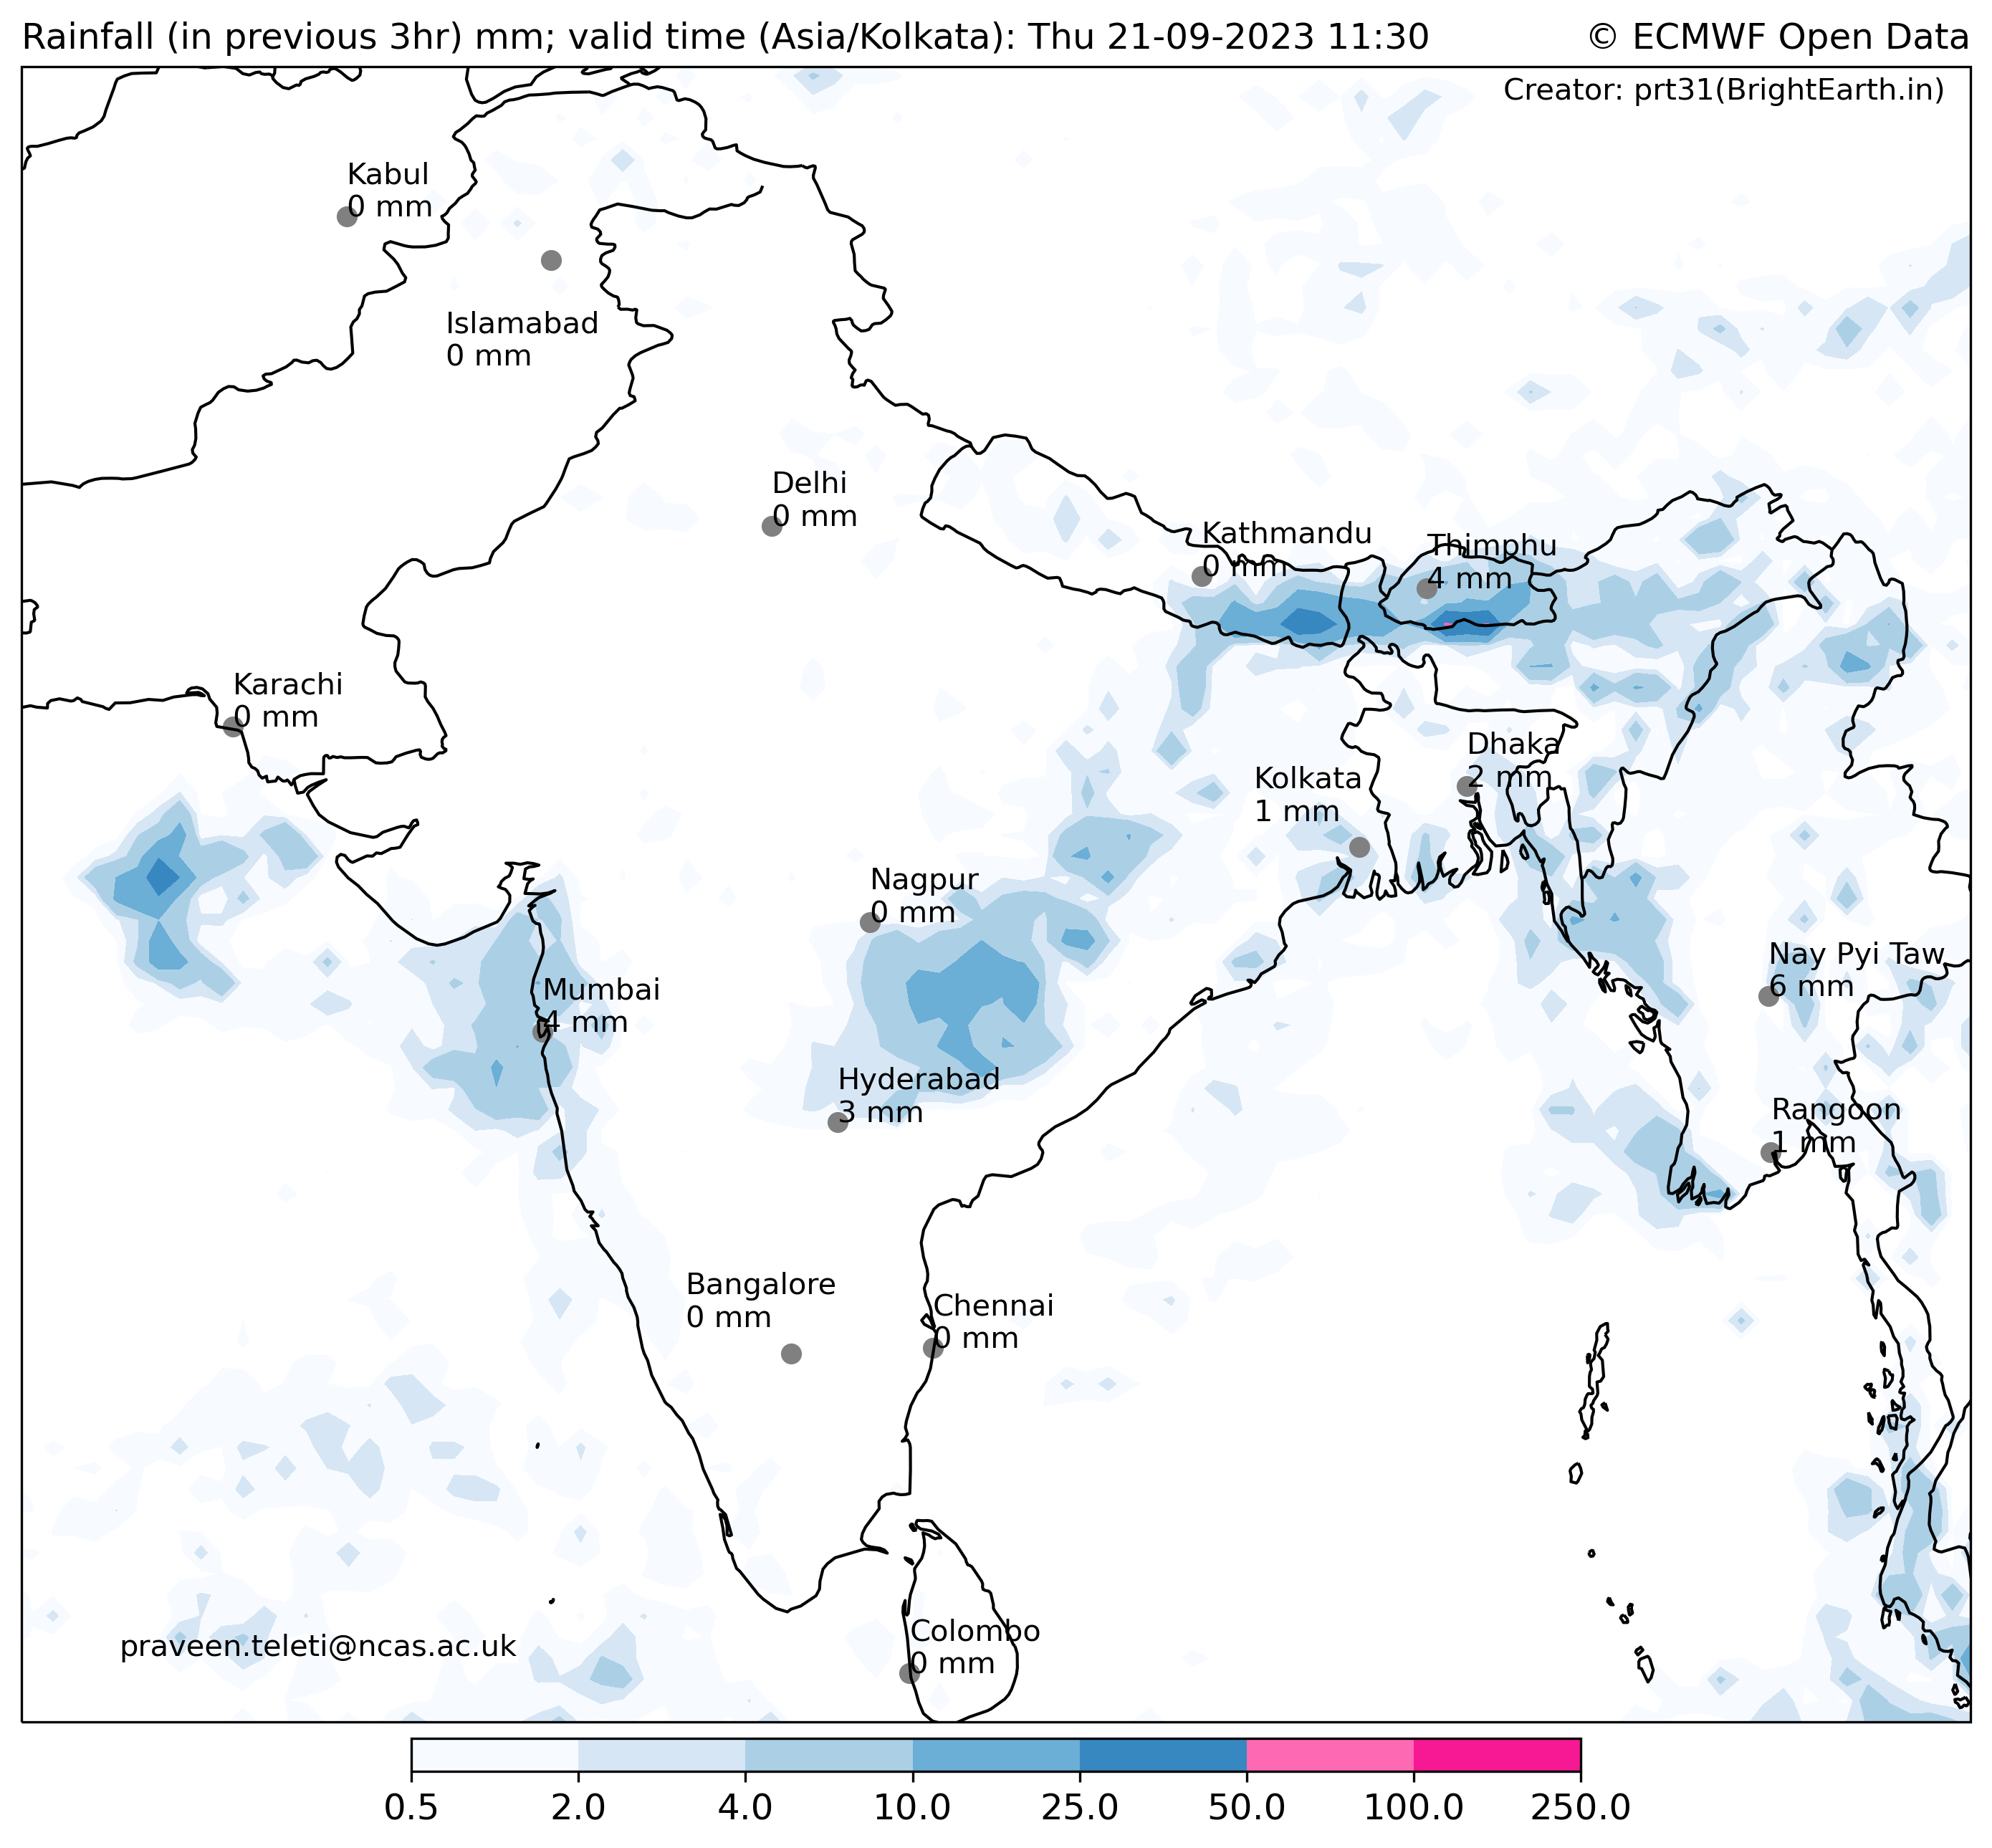 Rainfall (in previous 3hr) mm; valid time (Asia/Kolkata): Thu 21-09-2023 11:30
© ECMWF Open Data
Creator: prt31(BrightEarth.in)
Kabul
0 mm
Islamabad
0 mm
Delhi
0 mm
Kathmandu
0 mm
Thimphu
4 mm
Karachi
0 mm
Dhaka
2 mm
Kolkata
1 mm
Nagpur
0 mm
Nay Pyi Taw
6 mm
Mumbai
4 mm
Hyderabad
3 mm
Rangoon
1 mm
Bangalore
0 mm
Chennai
0 mm
Colombo
0 mm
praveen.teleti@ncas.ac.uk
0.5 2.0 4.0 10.0 25.0 50.0 100.0 250.0